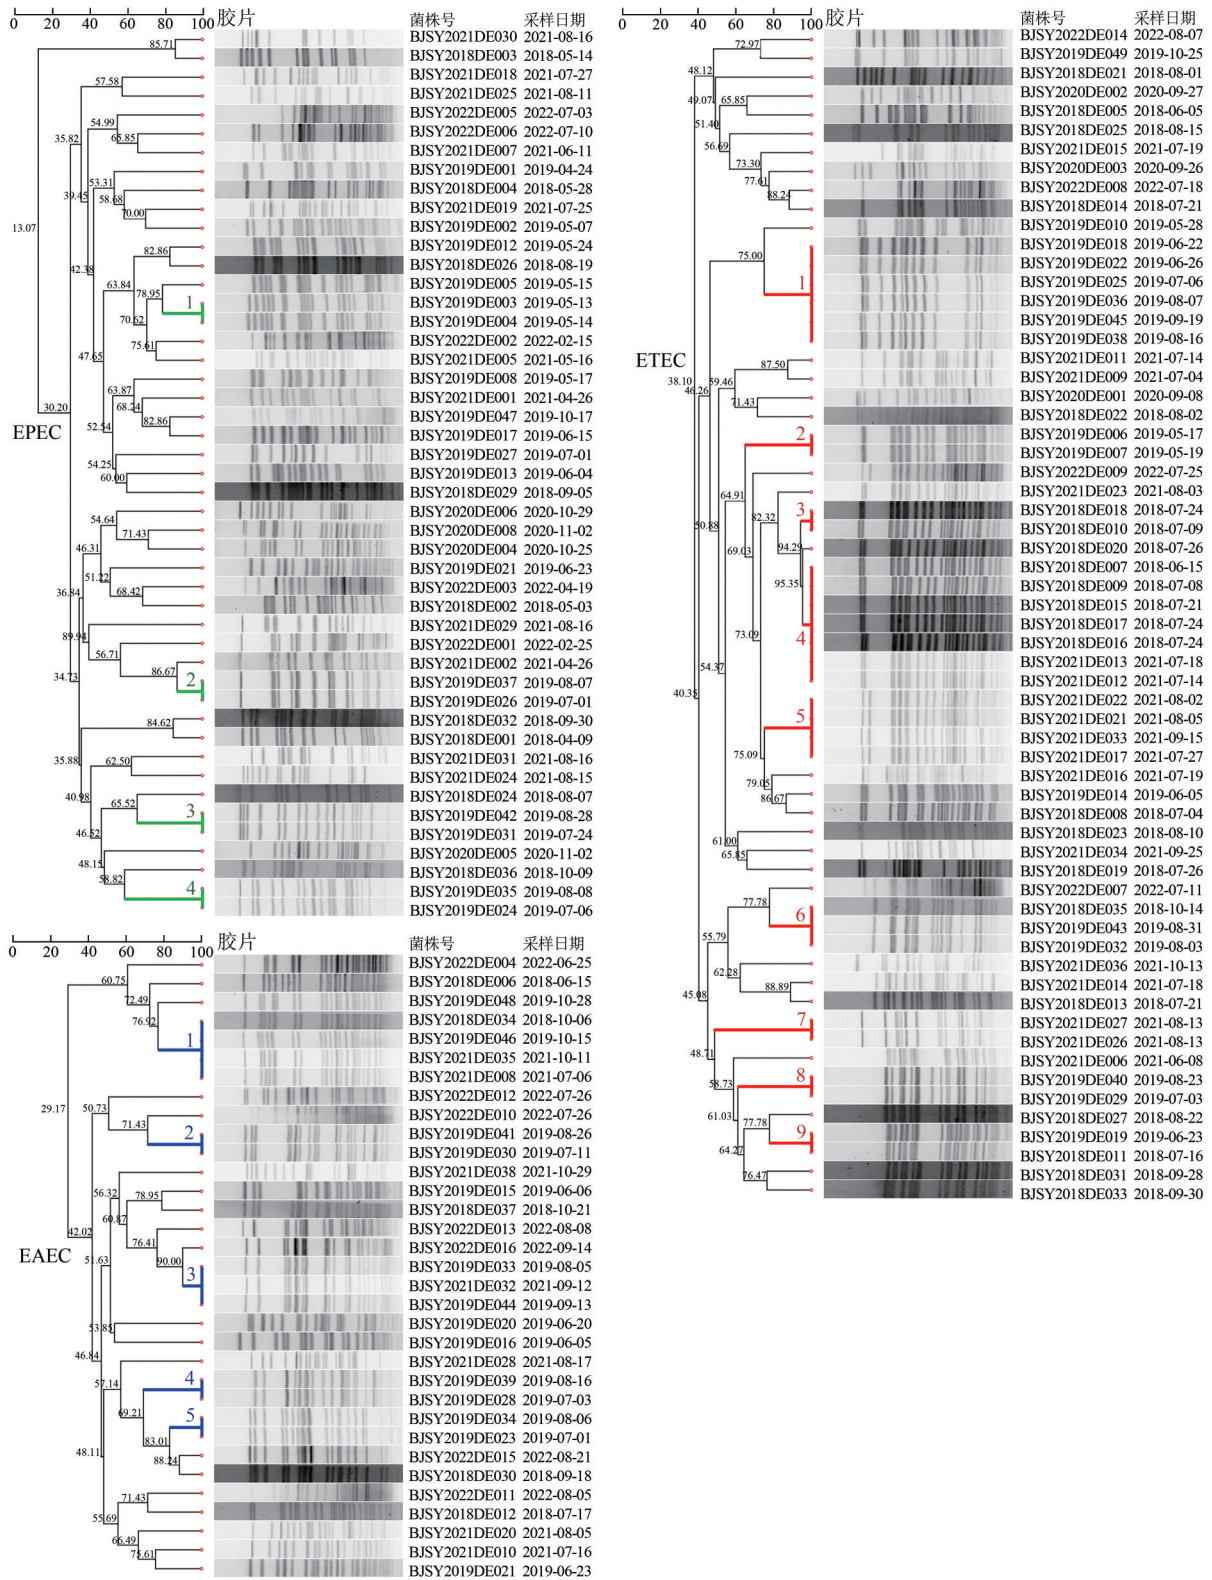 0 20 40 60 80 100 胶片 菌株号 采样日期
BJSY2021DE030 2021-08-16
BJSY2018DE003 2018-05-14
BJSY2021DE018 2021-07-27
BJSY2021DE025 2021-08-11
BJSY2022DE005 2022-07-03
BJSY2022DE006 2022-07-10
BJSY2021DE007 2021-06-11
BJSY2019DE001 2019-04-24
BJSY2018DE004 2018-05-28
BJSY2021DE019 2021-07-25
BJSY2019DE002 2019-05-07
BJSY2019DE012 2019-05-24
BJSY2018DE026 2018-08-19
BJSY2019DE005 2019-05-15
BJSY2019DE003 2019-05-13
BJSY2019DE004 2019-05-14
BJSY2022DE002 2022-02-15
BJSY2021DE005 2021-05-16
BJSY2019DE008 2019-05-17
BJSY2021DE001 2021-04-26
BJSY2019DE047 2019-10-17
BJSY2019DE017 2019-06-15
BJSY2019DE027 2019-07-01
BJSY2019DE013 2019-06-04
BJSY2018DE029 2018-09-05
BJSY2020DE006 2020-10-29
BJSY2020DE008 2020-11-02
BJSY2020DE004 2020-10-25
BJSY2019DE021 2019-06-23
BJSY2022DE003 2022-04-19
BJSY2018DE002 2018-05-03
BJSY2021DE029 2021-08-16
BJSY2022DE001 2022-02-25
BJSY2021DE002 2021-04-26
BJSY2019DE037 2019-08-07
BJSY2019DE026 2019-07-01
BJSY2018DE032 2018-09-30
BJSY2018DE001 2018-04-09
BJSY2021DE031 2021-08-16
BJSY2021DE024 2021-08-15
BJSY2018DE024 2018-08-07
BJSY2019DE042 2019-08-28
BJSY2019DE031 2019-07-24
BJSY2020DE005 2020-11-02
BJSY2018DE036 2018-10-09
BJSY2019DE035 2019-08-08
BJSY2019DE024 2019-07-06
EPEC
85.71
57.58
54.99
65.85
35.82
53.31
39.45
58.68
70.00
13.07
82.86
42.38
63.84
78.95
1
70.62
75.61
47.65
63.87
68.24
30.20
82.86
52.54
54.25
60.00
54.64
71.43
46.31
51.22
68.42
36.84
89.94
56.71
86.67
2
34.73
84.62
35.88
62.50
40.98
65.52
3
46.52
48.15
58.82
4
0 20 40 60 80 100 胶片 菌株号 采样日期
BJSY2022DE004 2022-06-25
BJSY2018DE006 2018-06-15
BJSY2019DE048 2019-10-28
BJSY2018DE034 2018-10-06
BJSY2019DE046 2019-10-15
BJSY2021DE035 2021-10-11
BJSY2021DE008 2021-07-06
BJSY2022DE012 2022-07-26
BJSY2022DE010 2022-07-26
BJSY2019DE041 2019-08-26
BJSY2019DE030 2019-07-11
BJSY2021DE038 2021-10-29
BJSY2019DE015 2019-06-06
BJSY2018DE037 2018-10-21
BJSY2022DE013 2022-08-08
BJSY2022DE016 2022-09-14
BJSY2019DE033 2019-08-05
BJSY2021DE032 2021-09-12
BJSY2019DE044 2019-09-13
BJSY2019DE020 2019-06-20
BJSY2019DE016 2019-06-05
BJSY2021DE028 2021-08-17
BJSY2019DE039 2019-08-16
BJSY2019DE028 2019-07-03
BJSY2019DE034 2019-08-06
BJSY2019DE023 2019-07-01
BJSY2022DE015 2022-08-21
BJSY2018DE030 2018-09-18
BJSY2022DE011 2022-08-05
BJSY2018DE012 2018-07-17
BJSY2021DE020 2021-08-05
BJSY2021DE010 2021-07-16
BJSY2019DE021 2019-06-23
EAEC
60.75
72.49
76.92
1
29.17
50.73
71.43
2
56.32
78.95
60.87
42.02
76.41
51.63
90.00
3
53.85
46.84
57.14
4
69.21
5
83.01
48.11
88.24
71.43
55.69
66.49
75.61
0 20 40 60 80 100 胶片 菌株号 采样日期
BJSY2022DE014 2022-08-07
BJSY2019DE049 2019-10-25
BJSY2018DE021 2018-08-01
BJSY2020DE002 2020-09-27
BJSY2018DE005 2018-06-05
BJSY2018DE025 2018-08-15
BJSY2021DE015 2021-07-19
BJSY2020DE003 2020-09-26
BJSY2022DE008 2022-07-18
BJSY2018DE014 2018-07-21
BJSY2019DE010 2019-05-28
BJSY2019DE018 2019-06-22
BJSY2019DE022 2019-06-26
BJSY2019DE025 2019-07-06
BJSY2019DE036 2019-08-07
BJSY2019DE045 2019-09-19
BJSY2019DE038 2019-08-16
BJSY2021DE011 2021-07-14
BJSY2021DE009 2021-07-04
BJSY2020DE001 2020-09-08
BJSY2018DE022 2018-08-02
BJSY2019DE006 2019-05-17
BJSY2019DE007 2019-05-19
BJSY2022DE009 2022-07-25
BJSY2021DE023 2021-08-03
BJSY2018DE018 2018-07-24
BJSY2018DE010 2018-07-09
BJSY2018DE020 2018-07-26
BJSY2018DE007 2018-06-15
BJSY2018DE009 2018-07-08
BJSY2018DE015 2018-07-21
BJSY2018DE017 2018-07-24
BJSY2018DE016 2018-07-24
BJSY2021DE013 2021-07-18
BJSY2021DE012 2021-07-14
BJSY2021DE022 2021-08-02
BJSY2021DE021 2021-08-05
BJSY2021DE033 2021-09-15
BJSY2021DE017 2021-07-27
BJSY2021DE016 2021-07-19
BJSY2019DE014 2019-06-05
BJSY2018DE008 2018-07-04
BJSY2018DE023 2018-08-10
BJSY2021DE034 2021-09-25
BJSY2018DE019 2018-07-26
BJSY2022DE007 2022-07-11
BJSY2018DE035 2018-10-14
BJSY2019DE043 2019-08-31
BJSY2019DE032 2019-08-03
BJSY2021DE036 2021-10-13
BJSY2021DE014 2021-07-18
BJSY2018DE013 2018-07-21
BJSY2021DE027 2021-08-13
BJSY2021DE026 2021-08-13
BJSY2021DE006 2021-06-08
BJSY2019DE040 2019-08-23
BJSY2019DE029 2019-07-03
BJSY2018DE027 2018-08-22
BJSY2019DE019 2019-06-23
BJSY2018DE011 2018-07-16
BJSY2018DE031 2018-09-28
BJSY2018DE033 2018-09-30
ETEC
72.97
48.12
49.07
65.85
51.40
56.69
73.30
77.61
88.24
75.00
1
87.50
38.10
59.46
46.26
71.43
2
64.91
82.32
3
50.88
94.29
69.03
95.35
73.09
4
54.37
40.35
5
75.09
79.05
86.67
61.00
65.85
77.78
6
55.79
62.28
88.89
45.08
7
48.71
58.73
8
61.03
77.78
9
64.27
76.47